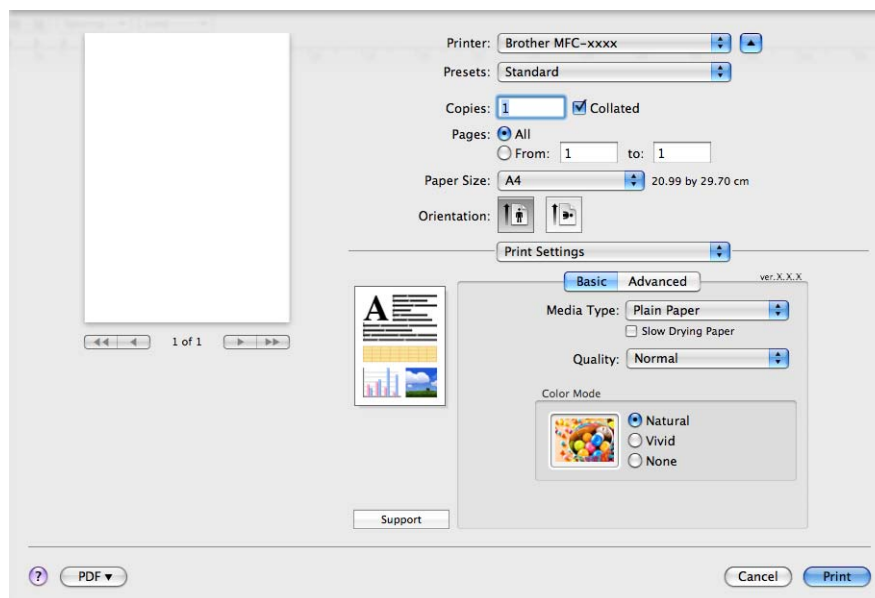 Printer: Brother MFC-xxxx
Presets: Standard
Copies: 1 Collated
Pages: All
From: 1 to: 1
Paper Size: A4 20.99 by 29.70 cm
Orientation:
Print Settings
Basic Advanced ver.X.X.X
Media Type: Plain Paper
Slow Drying Paper
Quality: Normal
Color Mode
Natural
Vivid
None
A
1 of 1
Support
? PDF▼ Cancel Print